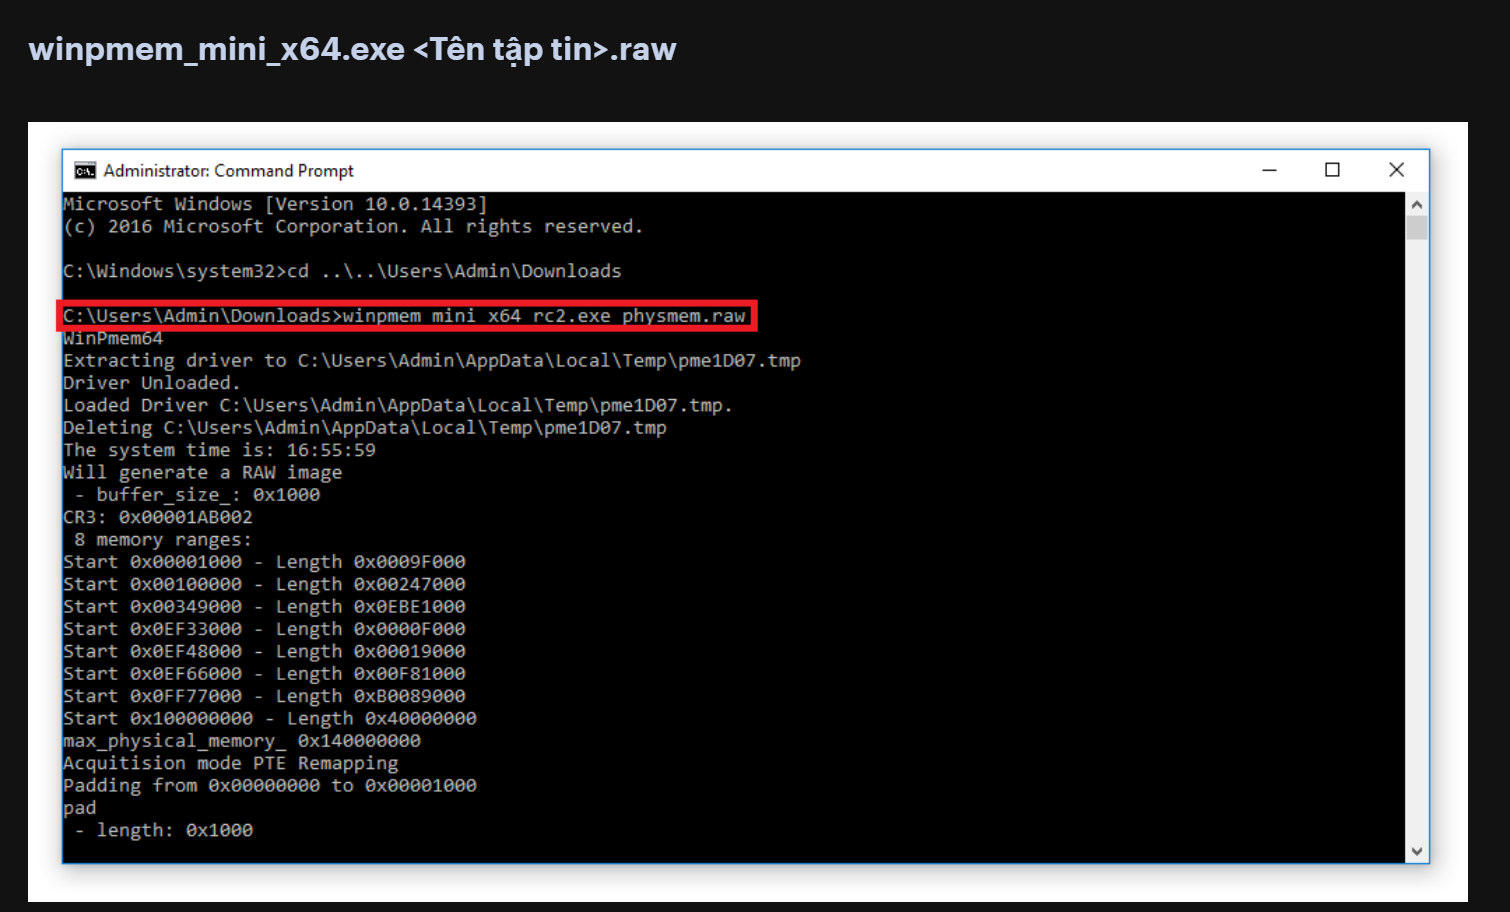 winpmem_mini_x64.exe <Tên tập tin>.raw
Administrator: Command Prompt
Microsoft Windows [Version 10.0.14393]
(c) 2016 Microsoft Corporation. All rights reserved.
C:\Windows\system32>cd ..\..\Users\Admin\Downloads
C:\Users\Admin\Downloads>winpmem_mini_x64_rc2.exe physmem.raw
WinPmem64
Extracting driver to C:\Users\Admin\AppData\Local\Temp\pme1D07.tmp
Driver Unloaded.
Loaded Driver C:\Users\Admin\AppData\Local\Temp\pme1D07.tmp.
Deleting C:\Users\Admin\AppData\Local\Temp\pme1D07.tmp
The system time is: 16:55:59
Will generate a RAW image
 - buffer_size_: 0x1000
CR3: 0x00001AB002
 8 memory ranges:
Start 0x00001000 - Length 0x0009F000
Start 0x00100000 - Length 0x00247000
Start 0x00349000 - Length 0x0EBE1000
Start 0x0EF33000 - Length 0x0000F000
Start 0x0EF48000 - Length 0x00019000
Start 0x0EF66000 - Length 0x00F81000
Start 0x0FF77000 - Length 0xB0089000
Start 0x100000000 - Length 0x40000000
max_physical_memory_ 0x140000000
Acquitision mode PTE Remapping
Padding from 0x00000000 to 0x00001000
pad
 - length: 0x1000